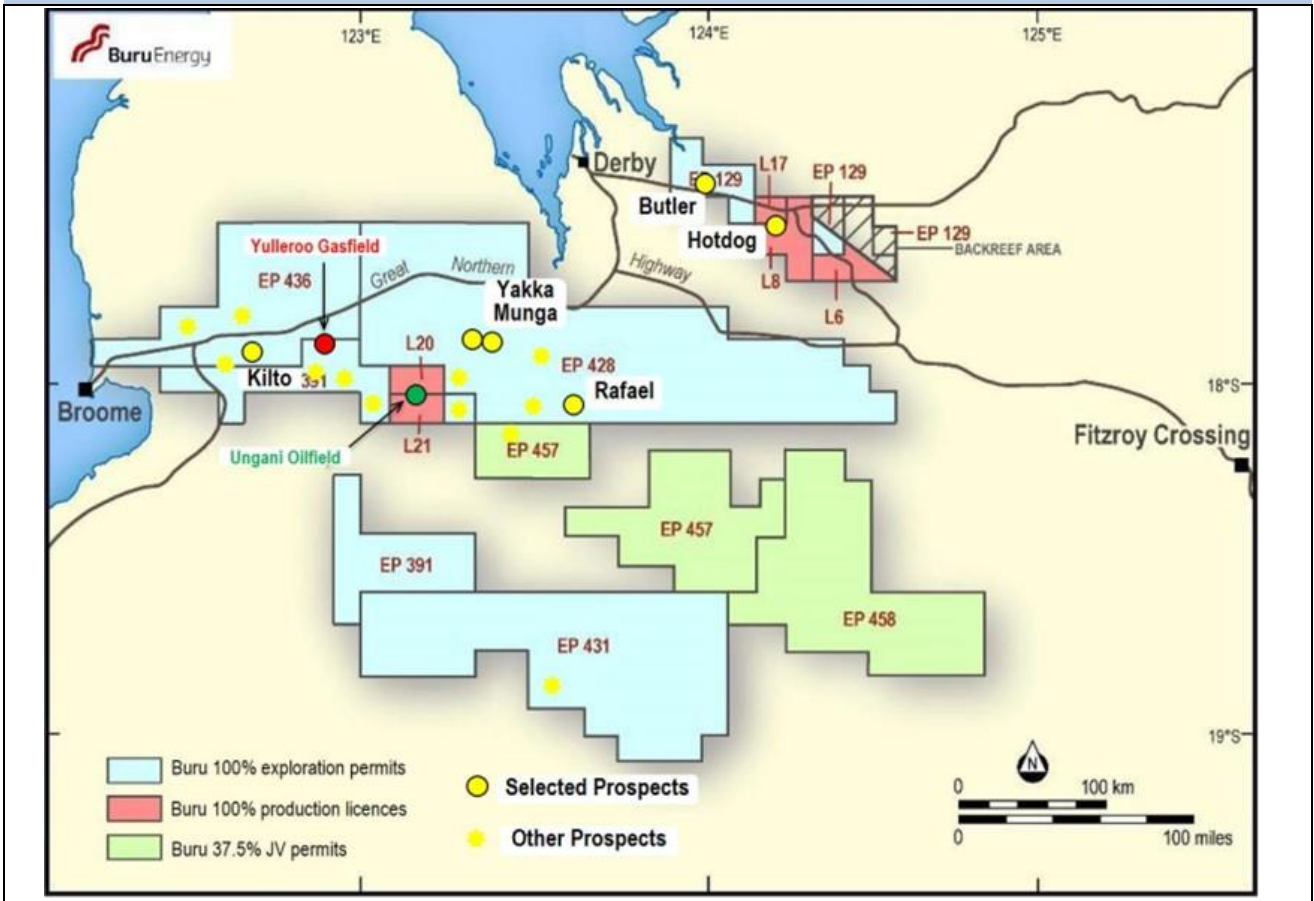 123°E
124°E
125°E
Buru Energy
Derby
L17
EP 129
EP 129
Butler
EP 129
Hotdog
BACKREEF AREA
Yulleroo Gasfield
Highway
L8
Northern
EP 436
Great
Yakka
Munga
L6
L20
EP 428
Kilto
391
Rafael
18°S
Broome
L21
Fitzroy Crossing
Ungani Oilfield
EP 457
EP 457
EP 391
EP 458
EP 431
19°S
Buru 100% exploration permits
Selected Prospects
0 100 km
Buru 100% production licences
Other Prospects
0 100 miles
Buru 37.5% JV permits
N